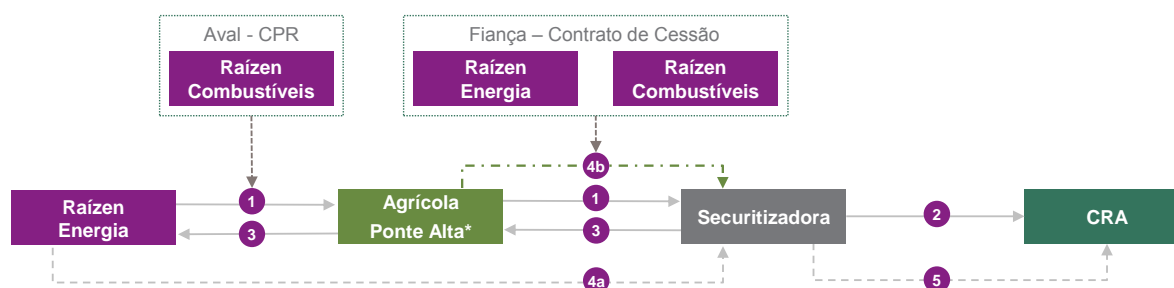 Aval - CPR
Raízen
Combustíveis
Fiança – Contrato de Cessão
Raízen
Energia
Raízen
Combustíveis
4b
Raízen
Energia
1
3
Agrícola
Ponte Alta*
1
3
Securitizadora
2
CRA
4a
5